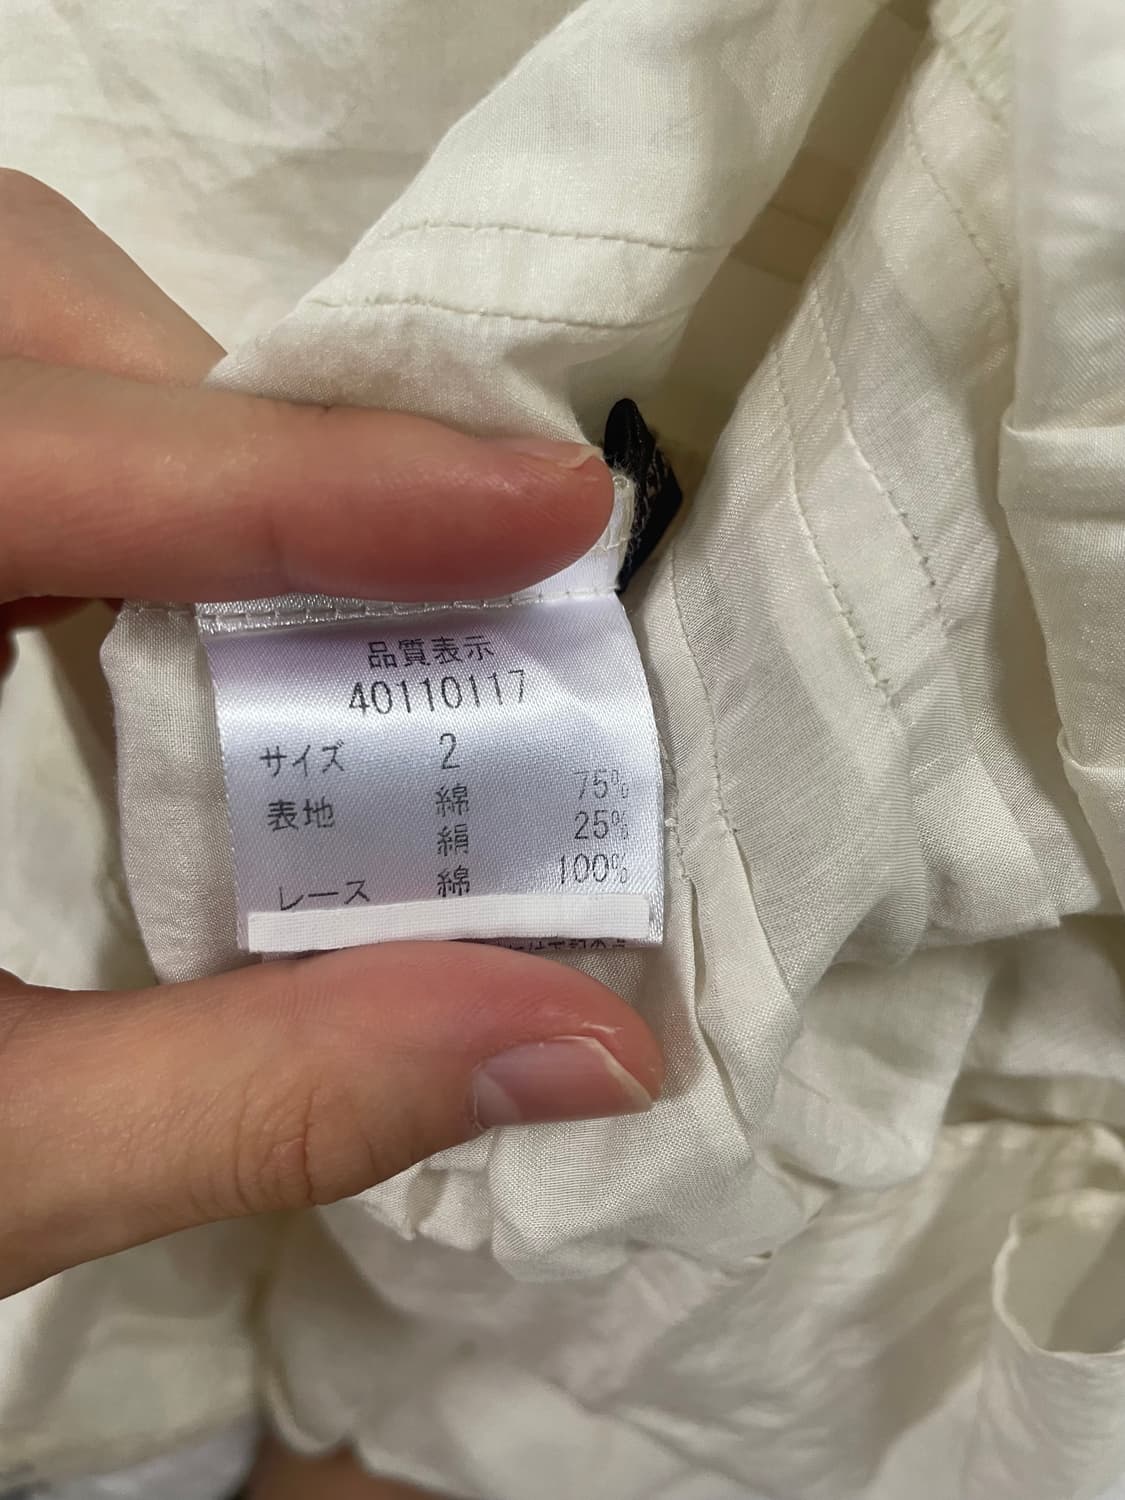 品質表示
40110117
サイズ 2
表地 綿 75%
絹 25%
レース 綿 100%